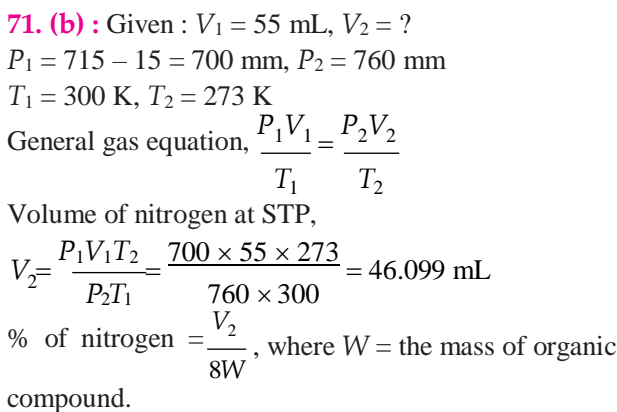 71. (b) : Given : V₁ = 55 mL, V₂ = ?
P₁ = 715 – 15 = 700 mm, P₂ = 760 mm
T₁ = 300 K, T₂ = 273 K
General gas equation, P₁V₁/T₁ = P₂V₂/T₂
Volume of nitrogen at STP,
V₂ = P₁V₁T₂/P₂T₁ = 700 × 55 × 273/760 × 300 = 46.099 mL
% of nitrogen = V₂/8W , where W = the mass of organic
compound.